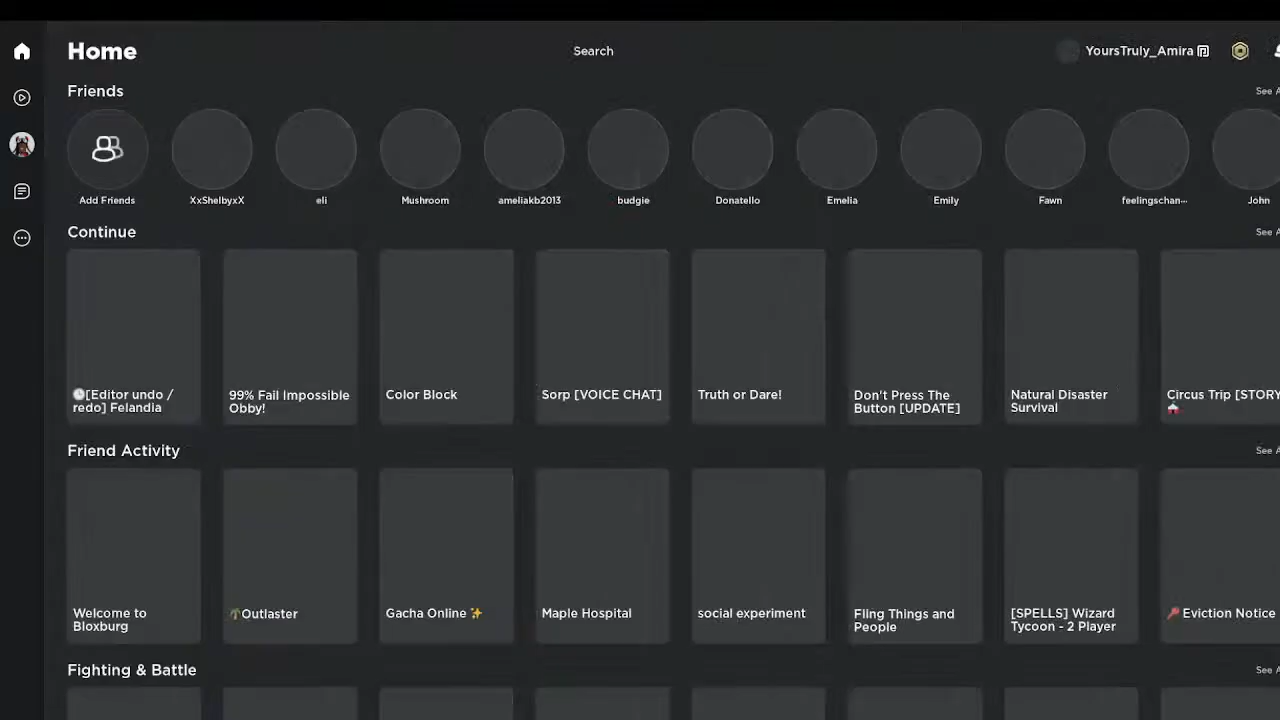 Home
Search
YoursTruly_Amira
Friends
See A
Add Friends
XxShelbyxX
eli
Mushroom
ameliakb2013
budgie
Donatello
Emelia
Emily
Fawn
feelingschan...
John
Continue
See A
🕒[Editor undo /
redo] Felandia
99% Fail Impossible
Obby!
Color Block
Sorp [VOICE CHAT]
Truth or Dare!
Don't Press The
Button [UPDATE]
Natural Disaster
Survival
Circus Trip [STORY
🎪
Friend Activity
See A
Welcome to
Bloxburg
🌴Outlaster
Gacha Online ✨
Maple Hospital
social experiment
Fling Things and
People
[SPELLS] Wizard
Tycoon - 2 Player
Eviction Notice
Fighting & Battle
See A